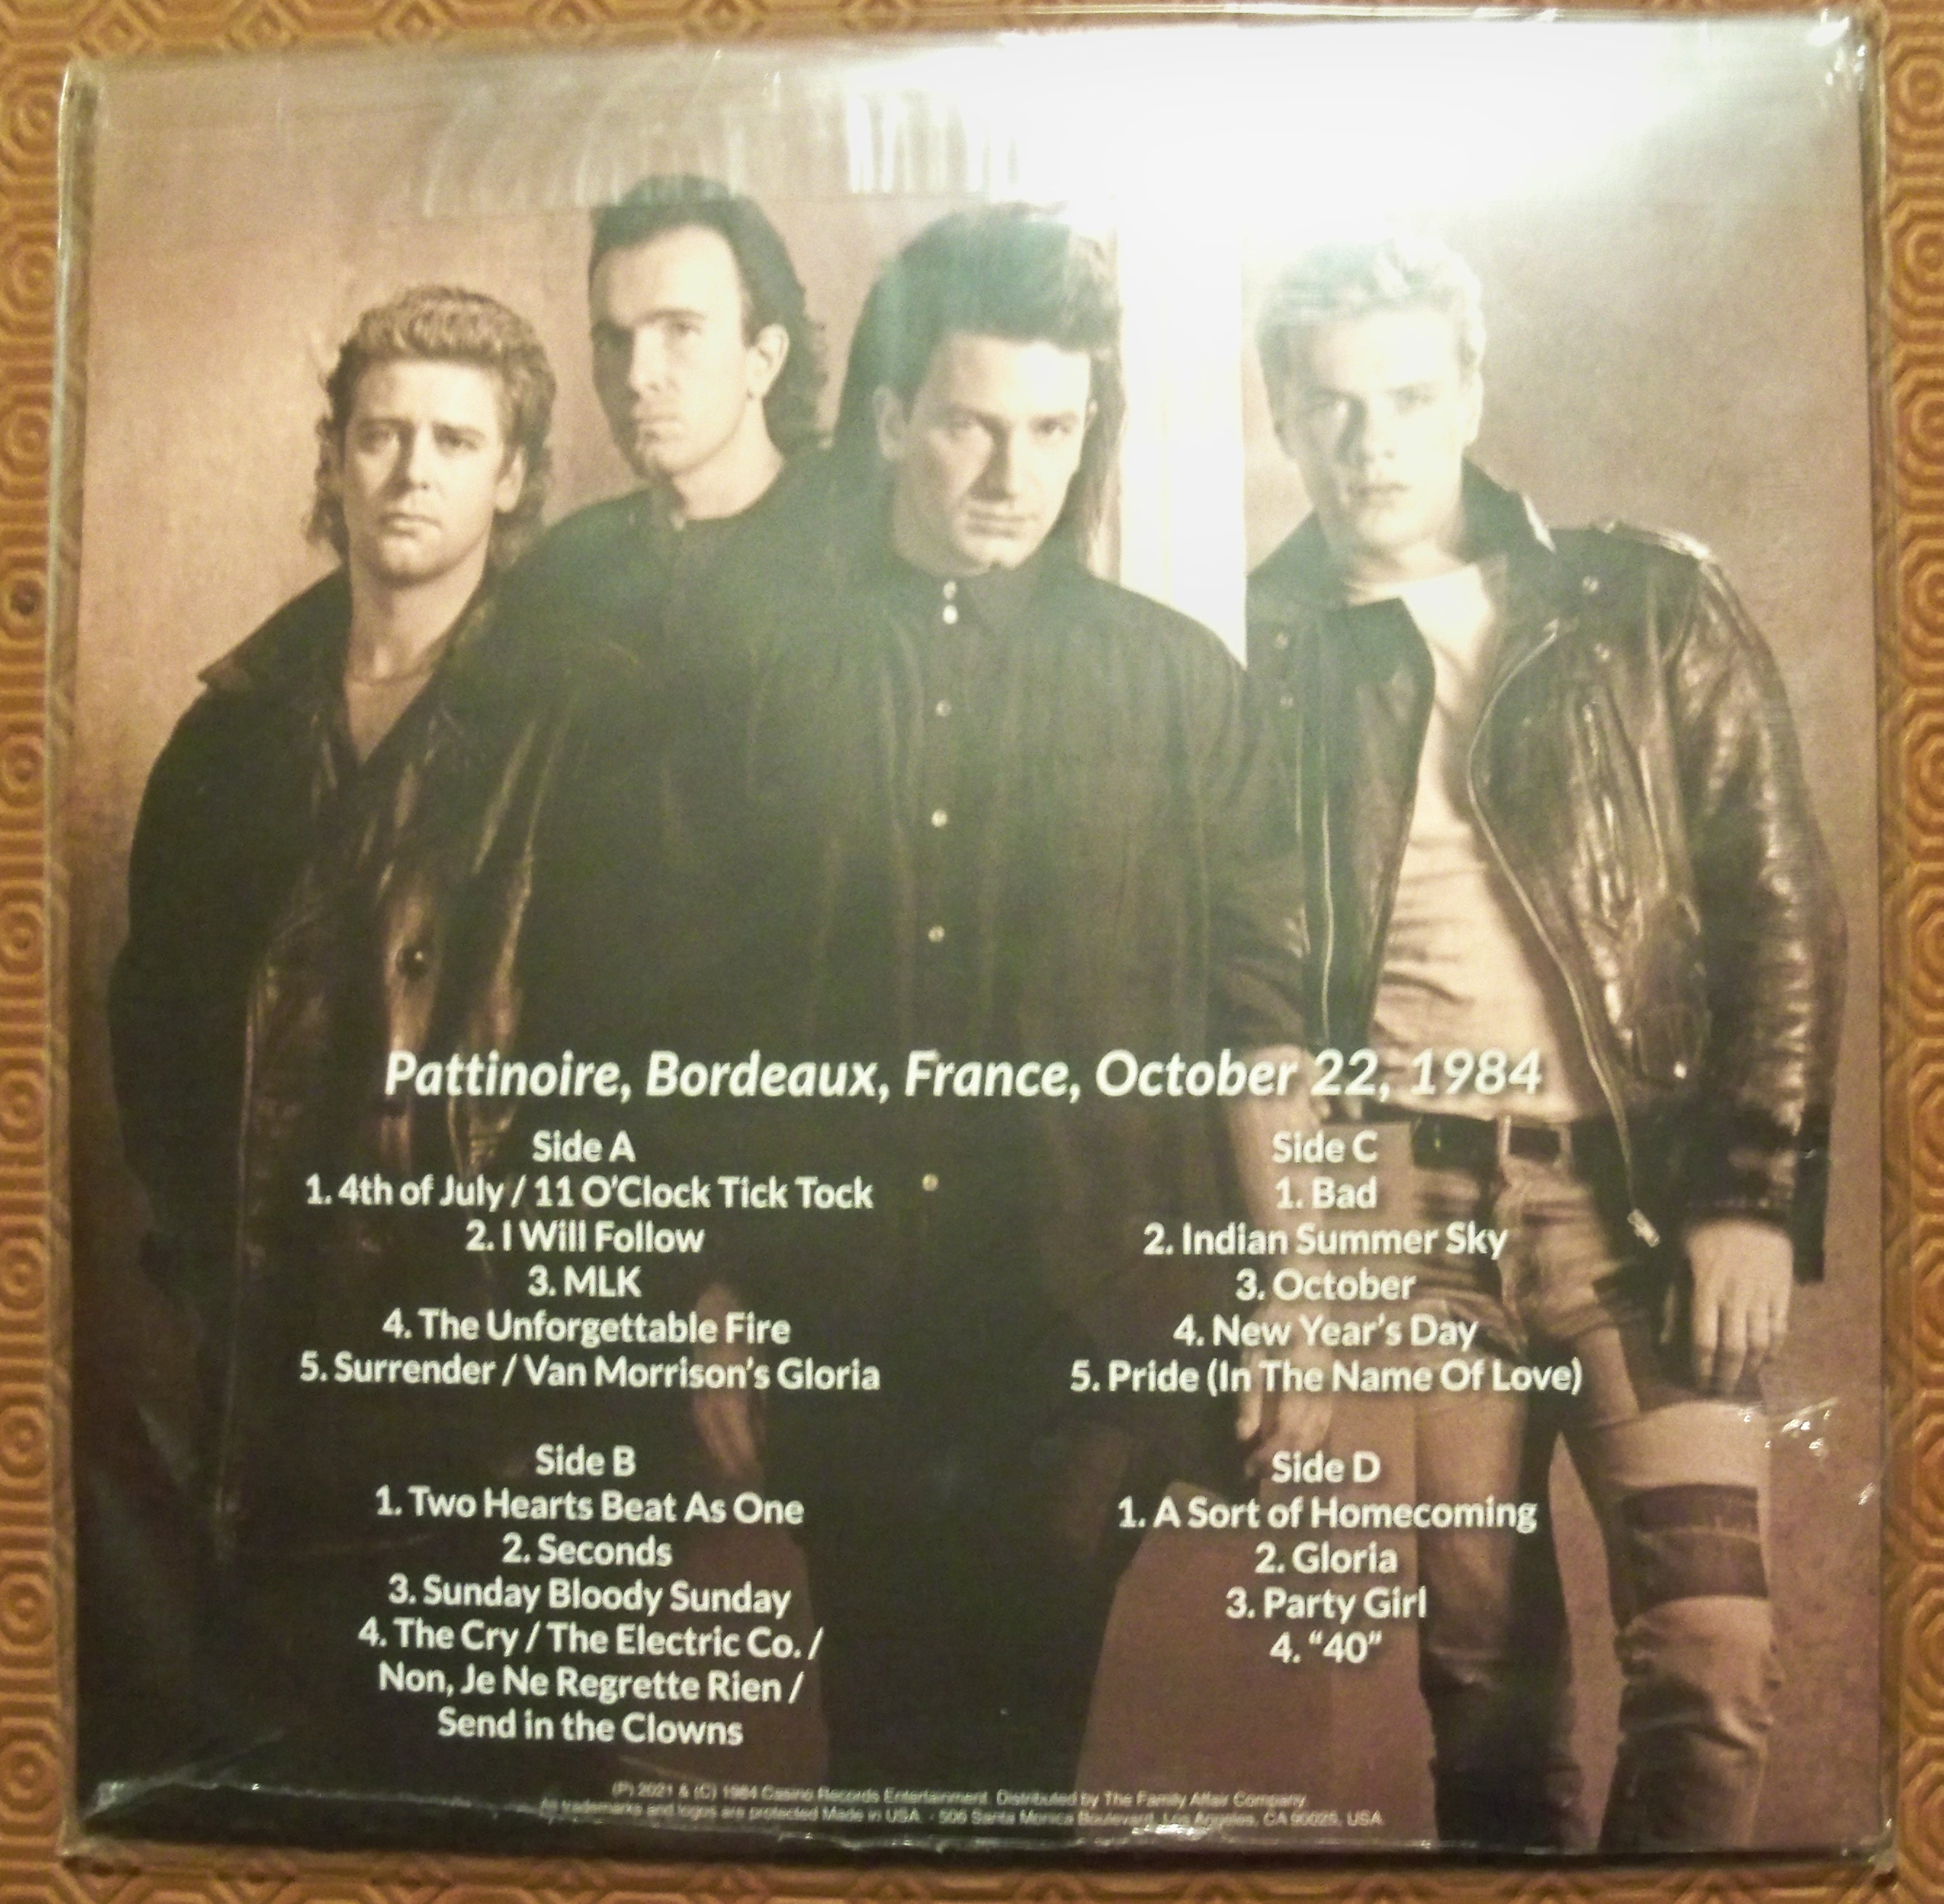 Pattinoire, Bordeaux, France, October 22, 1984
Side A
1. 4th of July / 11 O'Clock Tick Tock
2. I Will Follow
3. MLK
4. The Unforgettable Fire
5. Surrender / Van Morrison's Gloria
Side B
1. Two Hearts Beat As One
2. Seconds
3. Sunday Bloody Sunday
4. The Cry / The Electric Co. /
Non, Je Ne Regrette Rien /
Send in the Clowns
Side C
1. Bad
2. Indian Summer Sky
3. October
4. New Year's Day
5. Pride (In The Name Of Love)
Side D
1. A Sort of Homecoming
2. Gloria
3. Party Girl
4. “40”
(P) 2021 & (C) 1984 Casino Records Entertainment. Distributed by The Family Affair Company.
All trademarks and logos are protected Made in USA. - 506 Santa Monica Boulevard, Los Angeles, CA 90025, USA